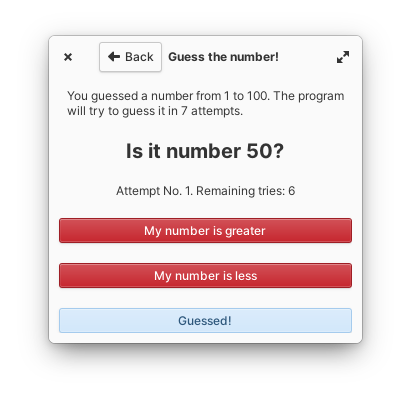 Back
Guess the number!
You guessed a number from 1 to 100. The program
will try to guess it in 7 attempts.
Is it number 50?
Attempt No. 1. Remaining tries: 6
My number is greater
My number is less
Guessed!